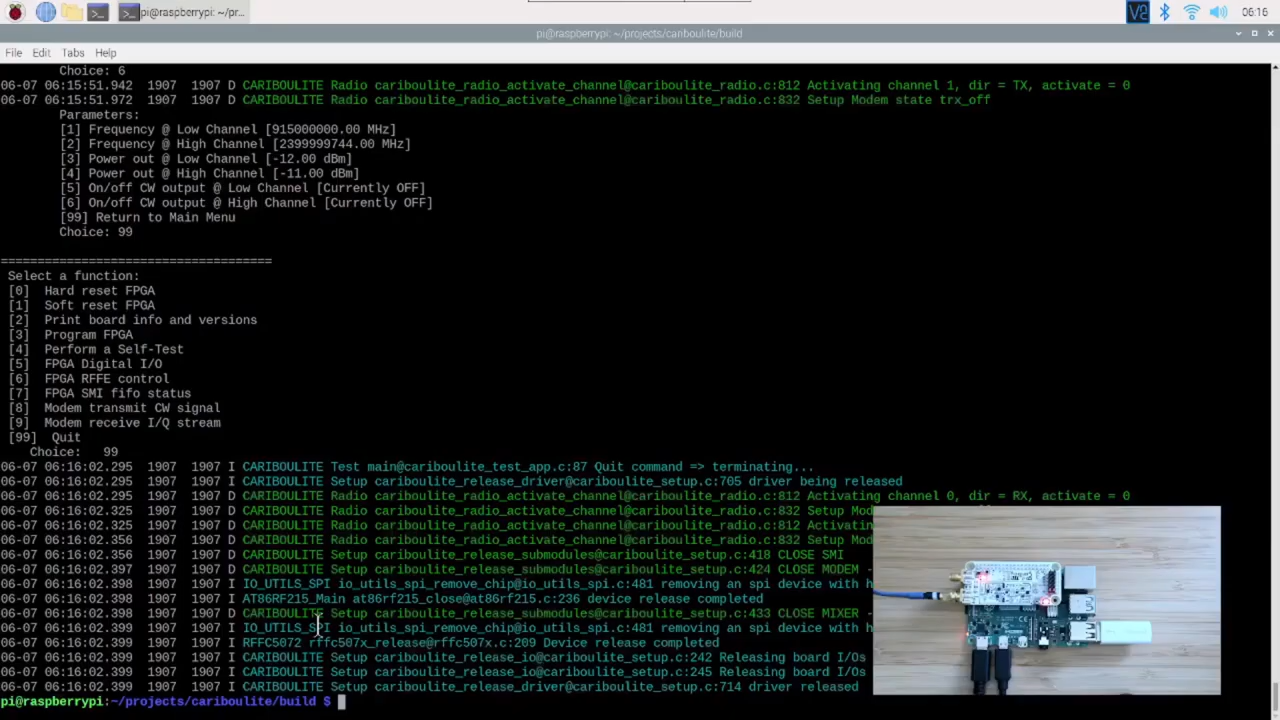 pi@raspberrypi: ~/pr...
V2
06:16
pi@raspberrypi: ~/projects/cariboulite/build
File Edit Tabs Help
Choice: 6
06-07 06:15:51.942 1907 1907 D CARIBOULITE Radio cariboulite_radio_activate_channel@cariboulite_radio.c:812 Activating channel 1, dir = TX, activate = 0
06-07 06:15:51.972 1907 1907 D CARIBOULITE Radio cariboulite_radio_activate_channel@cariboulite_radio.c:832 Setup Modem state trx_off
Parameters:
[1] Frequency @ Low Channel [915000000.00 MHz]
[2] Frequency @ High Channel [2399999744.00 MHz]
[3] Power out @ Low Channel [-12.00 dBm]
[4] Power out @ High Channel [-11.00 dBm]
[5] On/off CW output @ Low Channel [Currently OFF]
[6] On/off CW output @ High Channel [Currently OFF]
[99] Return to Main Menu
Choice: 99
=====================================
Select a function:
[0] Hard reset FPGA
[1] Soft reset FPGA
[2] Print board info and versions
[3] Program FPGA
[4] Perform a Self-Test
[5] FPGA Digital I/O
[6] FPGA RFFE control
[7] FPGA SMI fifo status
[8] Modem transmit CW signal
[9] Modem receive I/Q stream
[99] Quit
Choice: 99
06-07 06:16:02.295 1907 1907 I CARIBOULITE Test main@cariboulite_test_app.c:87 Quit command => terminating...
06-07 06:16:02.295 1907 1907 I CARIBOULITE Setup cariboulite_release_driver@cariboulite_setup.c:705 driver being released
06-07 06:16:02.295 1907 1907 D CARIBOULITE Radio cariboulite_radio_activate_channel@cariboulite_radio.c:812 Activating channel 0, dir = RX, activate = 0
06-07 06:16:02.325 1907 1907 D CARIBOULITE Radio cariboulite_radio_activate_channel@cariboulite_radio.c:832 Setup Mod
06-07 06:16:02.325 1907 1907 D CARIBOULITE Radio cariboulite_radio_activate_channel@cariboulite_radio.c:812 Activatin
06-07 06:16:02.356 1907 1907 D CARIBOULITE Radio cariboulite_radio_activate_channel@cariboulite_radio.c:832 Setup Mod
06-07 06:16:02.356 1907 1907 D CARIBOULITE Setup cariboulite_release_submodules@cariboulite_setup.c:418 CLOSE SMI
06-07 06:16:02.397 1907 1907 D CARIBOULITE Setup cariboulite_release_submodules@cariboulite_setup.c:424 CLOSE MODEM -
06-07 06:16:02.398 1907 1907 I IO_UTILS_SPI io_utils_spi_remove_chip@io_utils_spi.c:481 removing an spi device with h
06-07 06:16:02.398 1907 1907 I AT86RF215_Main at86rf215_close@at86rf215.c:236 device release completed
06-07 06:16:02.398 1907 1907 D CARIBOULITE Setup cariboulite_release_submodules@cariboulite_setup.c:433 CLOSE MIXER -
06-07 06:16:02.399 1907 1907 I IO_UTILS_SPI io_utils_spi_remove_chip@io_utils_spi.c:481 removing an spi device with h
06-07 06:16:02.399 1907 1907 I RFFC5072 rffc507x_release@rffc507x.c:209 Device release completed
06-07 06:16:02.399 1907 1907 I CARIBOULITE Setup cariboulite_release_io@cariboulite_setup.c:242 Releasing board I/Os
06-07 06:16:02.399 1907 1907 I CARIBOULITE Setup cariboulite_release_io@cariboulite_setup.c:245 Releasing board I/Os
06-07 06:16:02.399 1907 1907 I CARIBOULITE Setup cariboulite_release_driver@cariboulite_setup.c:714 driver released
pi@raspberrypi:~/projects/cariboulite/build $